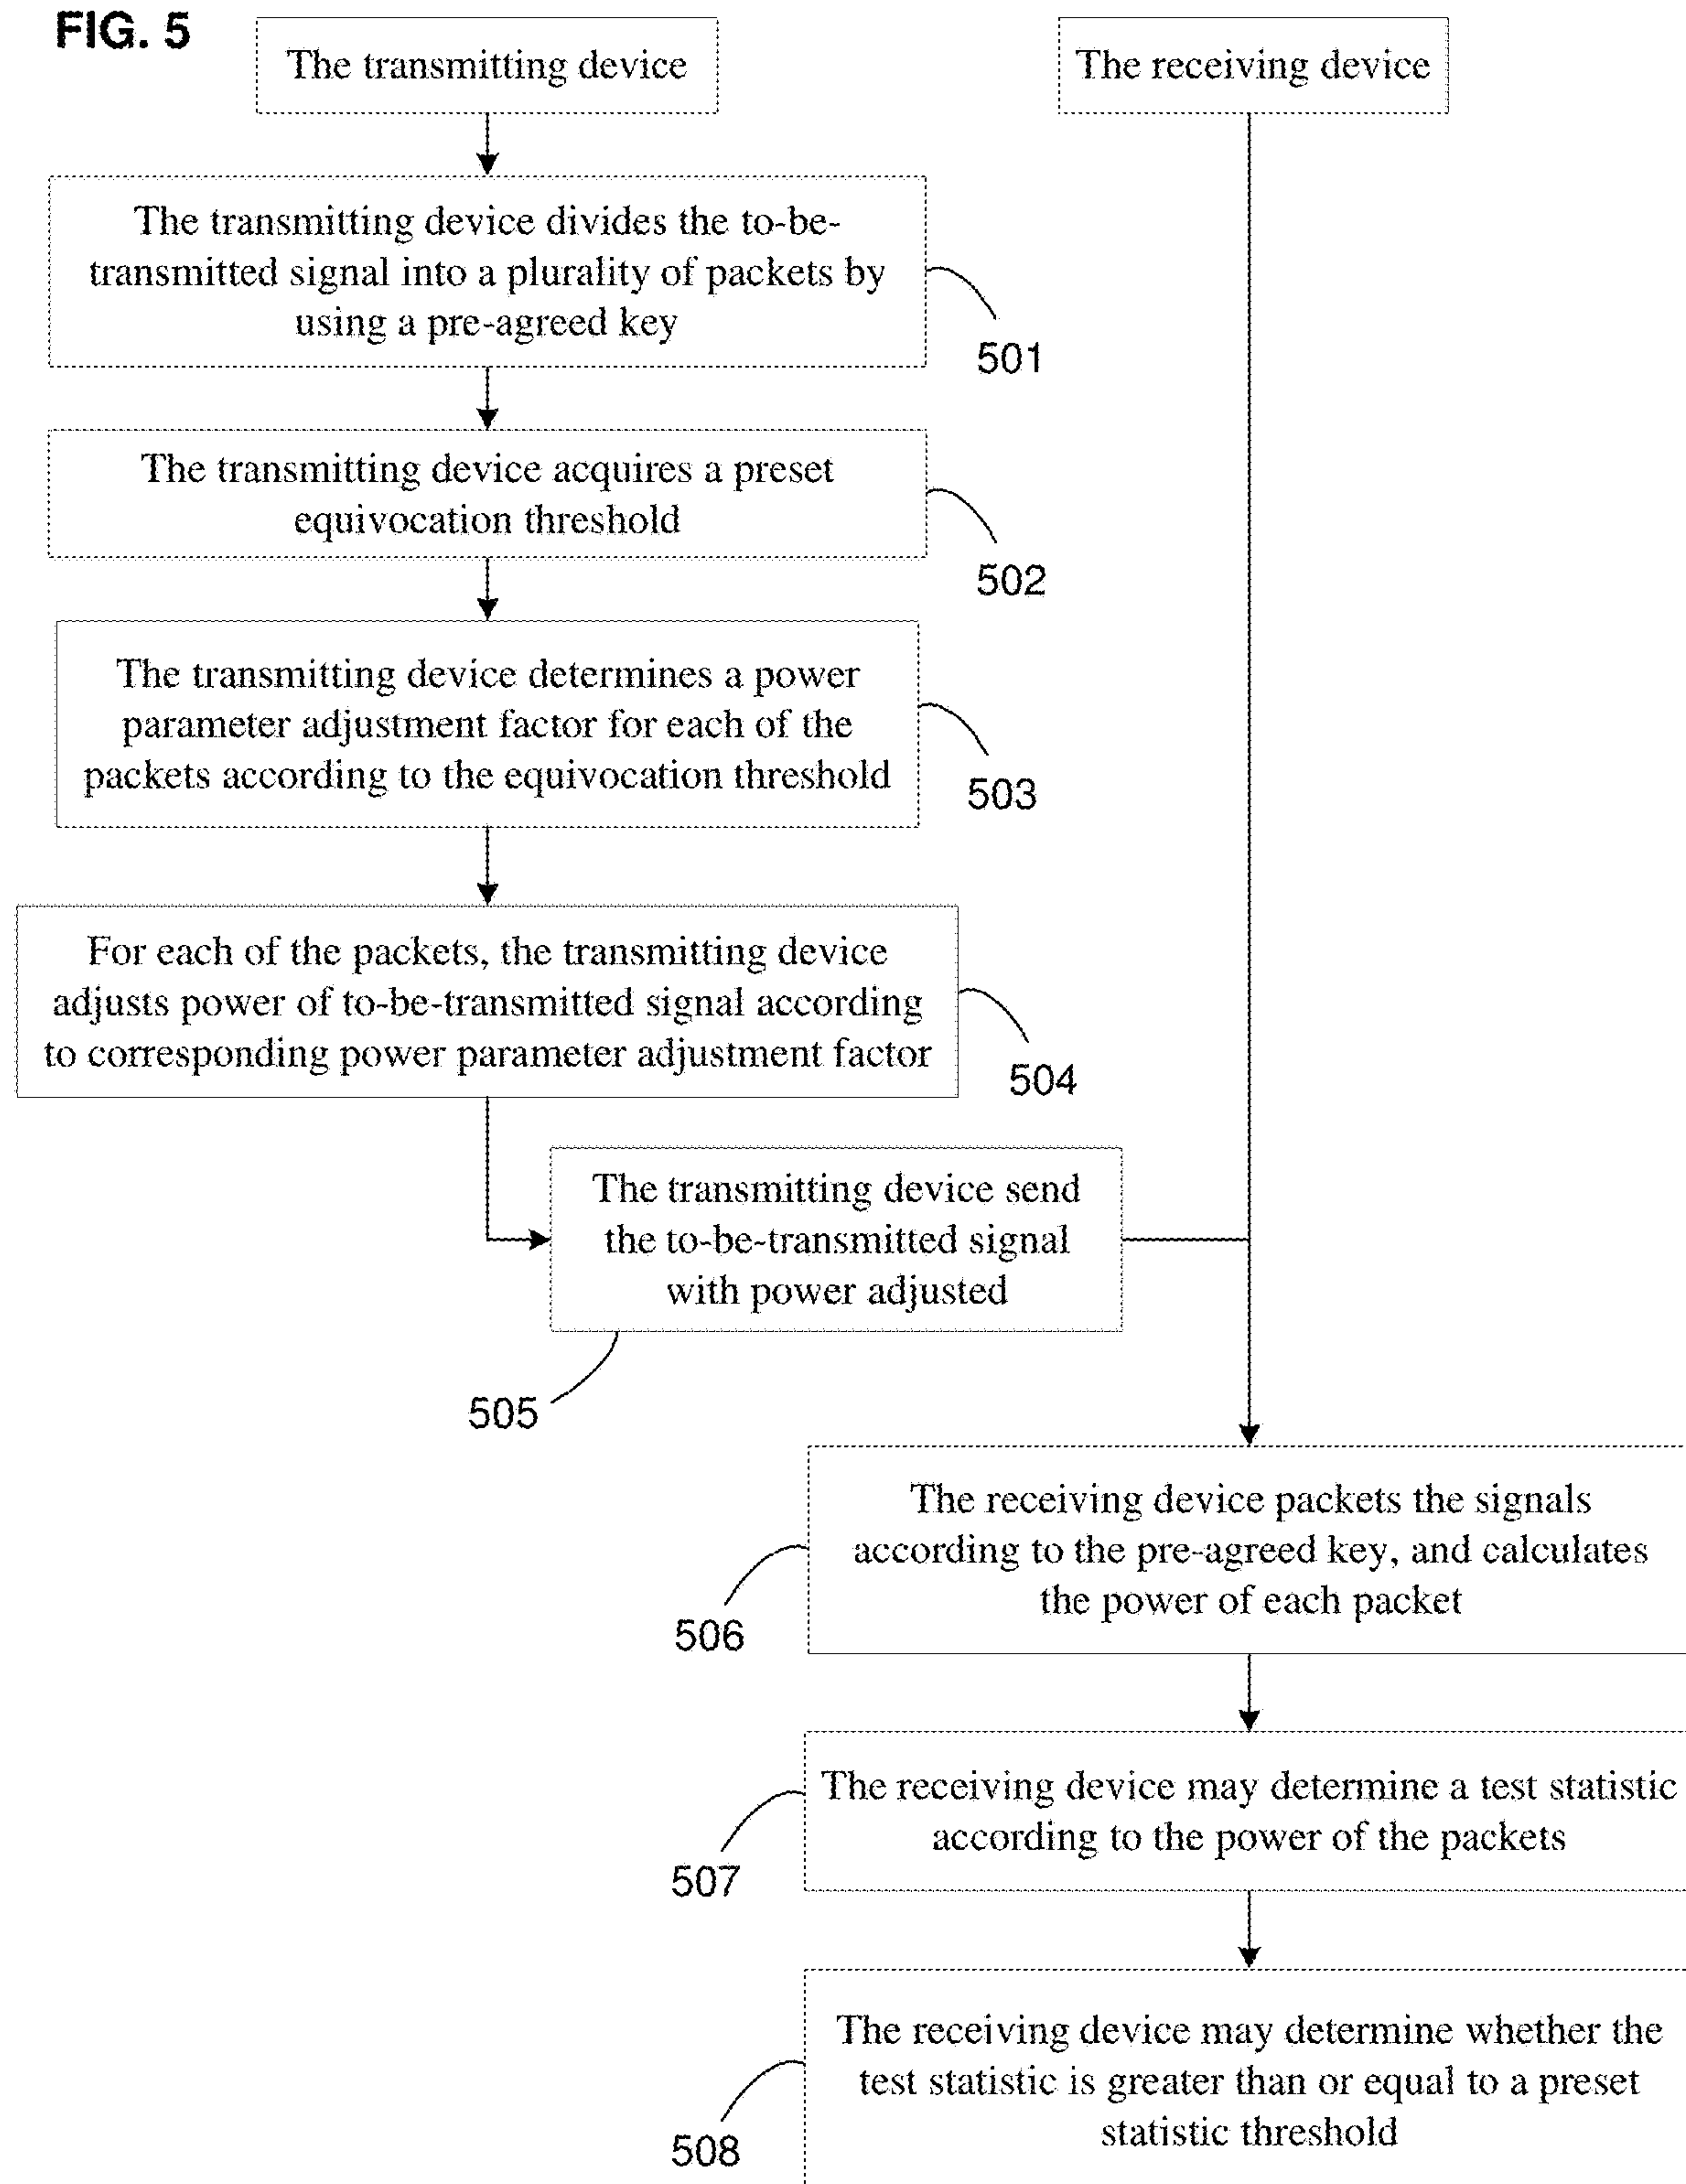 FIG. 5
The transmitting device
The receiving device
The transmitting device divides the to-be-
transmitted signal into a plurality of packets by
using a pre-agreed key
501
The transmitting device acquires a preset
equivocation threshold
502
The transmitting device determines a power
parameter adjustment factor for each of the
packets according to the equivocation threshold
503
For each of the packets, the transmitting device
adjusts power of to-be-transmitted signal according
to corresponding power parameter adjustment factor
504
The transmitting device send
the to-be-transmitted signal
with power adjusted
505
The receiving device packets the signals
according to the pre-agreed key, and calculates
the power of each packet
506
The receiving device may determine a test statistic
according to the power of the packets
507
The receiving device may determine whether the
test statistic is greater than or equal to a preset
statistic threshold
508